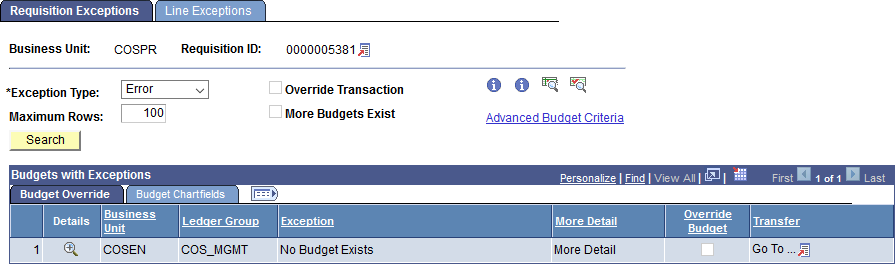 Requisition Exceptions Line Exceptions
Business Unit: COSPR Requisition ID: 0000005381
*Exception Type: Error Override Transaction
Maximum Rows: 100 More Budgets Exist Advanced Budget Criteria
Search
Budgets with Exceptions Personalize | Find | View All | | First 1 of 1 Last
Budget Override Budget Chartfields
Details Business Unit Ledger Group Exception More Detail Override Budget Transfer
1 COSEN COS_MGMT No Budget Exists More Detail Go To ...